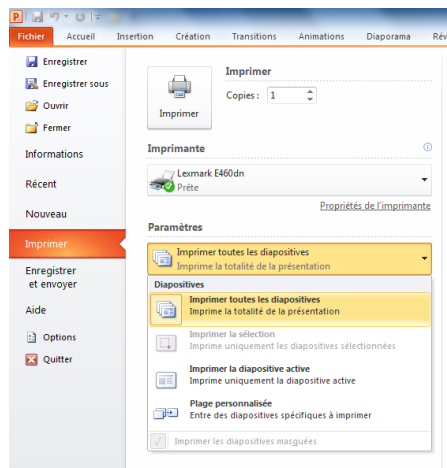 Fichier Accueil Insertion Création Transitions Animations Diaporama Rév
Enregistrer
Enregistrer sous
Ouvrir
Fermer
Informations
Récent
Nouveau
Imprimer
Enregistrer
et envoyer
Aide
Options
Quitter
Imprimer
Imprimer
Copies : 1
Imprimante
Lexmark E460dn
Prête
Propriétés de l'imprimante
Paramètres
Imprimer toutes les diapositives
Imprime la totalité de la présentation
Diapositives
Imprimer toutes les diapositives
Imprime la totalité de la présentation
Imprimer la sélection
Imprime uniquement les diapositives sélectionnées
Imprimer la diapositive active
Imprime uniquement la diapositive active
Plage personnalisée
Entre des diapositives spécifiques à imprimer
Imprimer les diapositives masquées